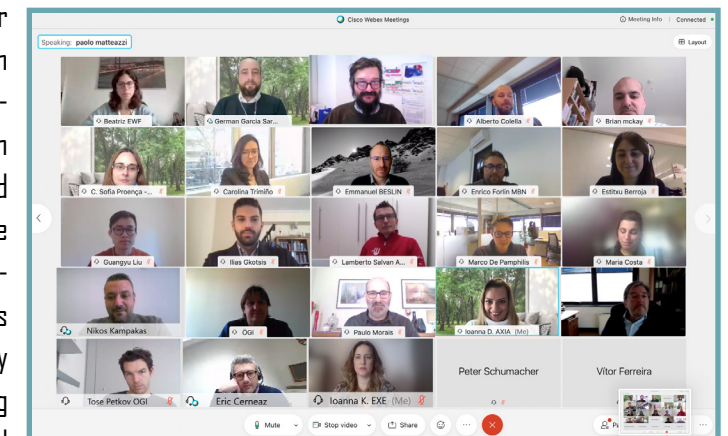 r
n
-
n
d
e
-
s
y
g
Cisco Webex Meetings
Meeting Info | Connected
Speaking: paolo matteazzi
Layout
Beatriz EWF
German Garcia Sar...
Alberto Colella
Brian mckay
C. Sofia Proença -...
Carolina Trimiño
Emmanuel BESLIN
Enrico Forlin MBN
Estitxu Berroja
Guangyu Liu
Ilias Gkotsis
Lamberto Salvan A...
Marco De Pamphilis
Maria Costa
Nikos Kampakas
OGI
Paulo Morais
Ioanna D. AXIA (Me)
Tose Petkov OGI
Eric Cerneaz
Ioanna K. EXE (Me)
Peter Schumacher
Vítor Ferreira
Mute
Stop video
Share